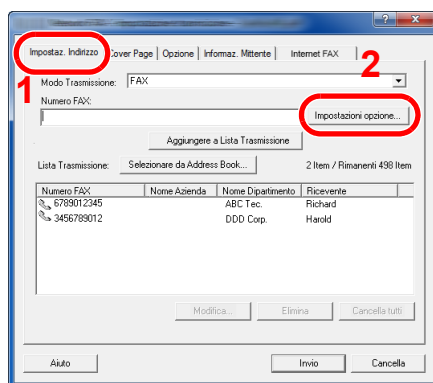 Impostaz. Indirizzo Cover Page Opzione Informaz. Mittente Internet FAX 2
1 Modo Trasmissione: FAX
Numero FAX:
Impostazioni opzione...
Aggiungere a Lista Trasmissione
Lista Trasmissione: Selezionare da Address Book... 2 Item / Rimanenti 498 Item
Numero FAX Nome Azienda Nome Dipartimento Ricevente
6789012345 ABC Tec. Richard
3456789012 DDD Corp. Harold
Modifica... Elimina Cancella tutti
Aiuto Invio Cancella